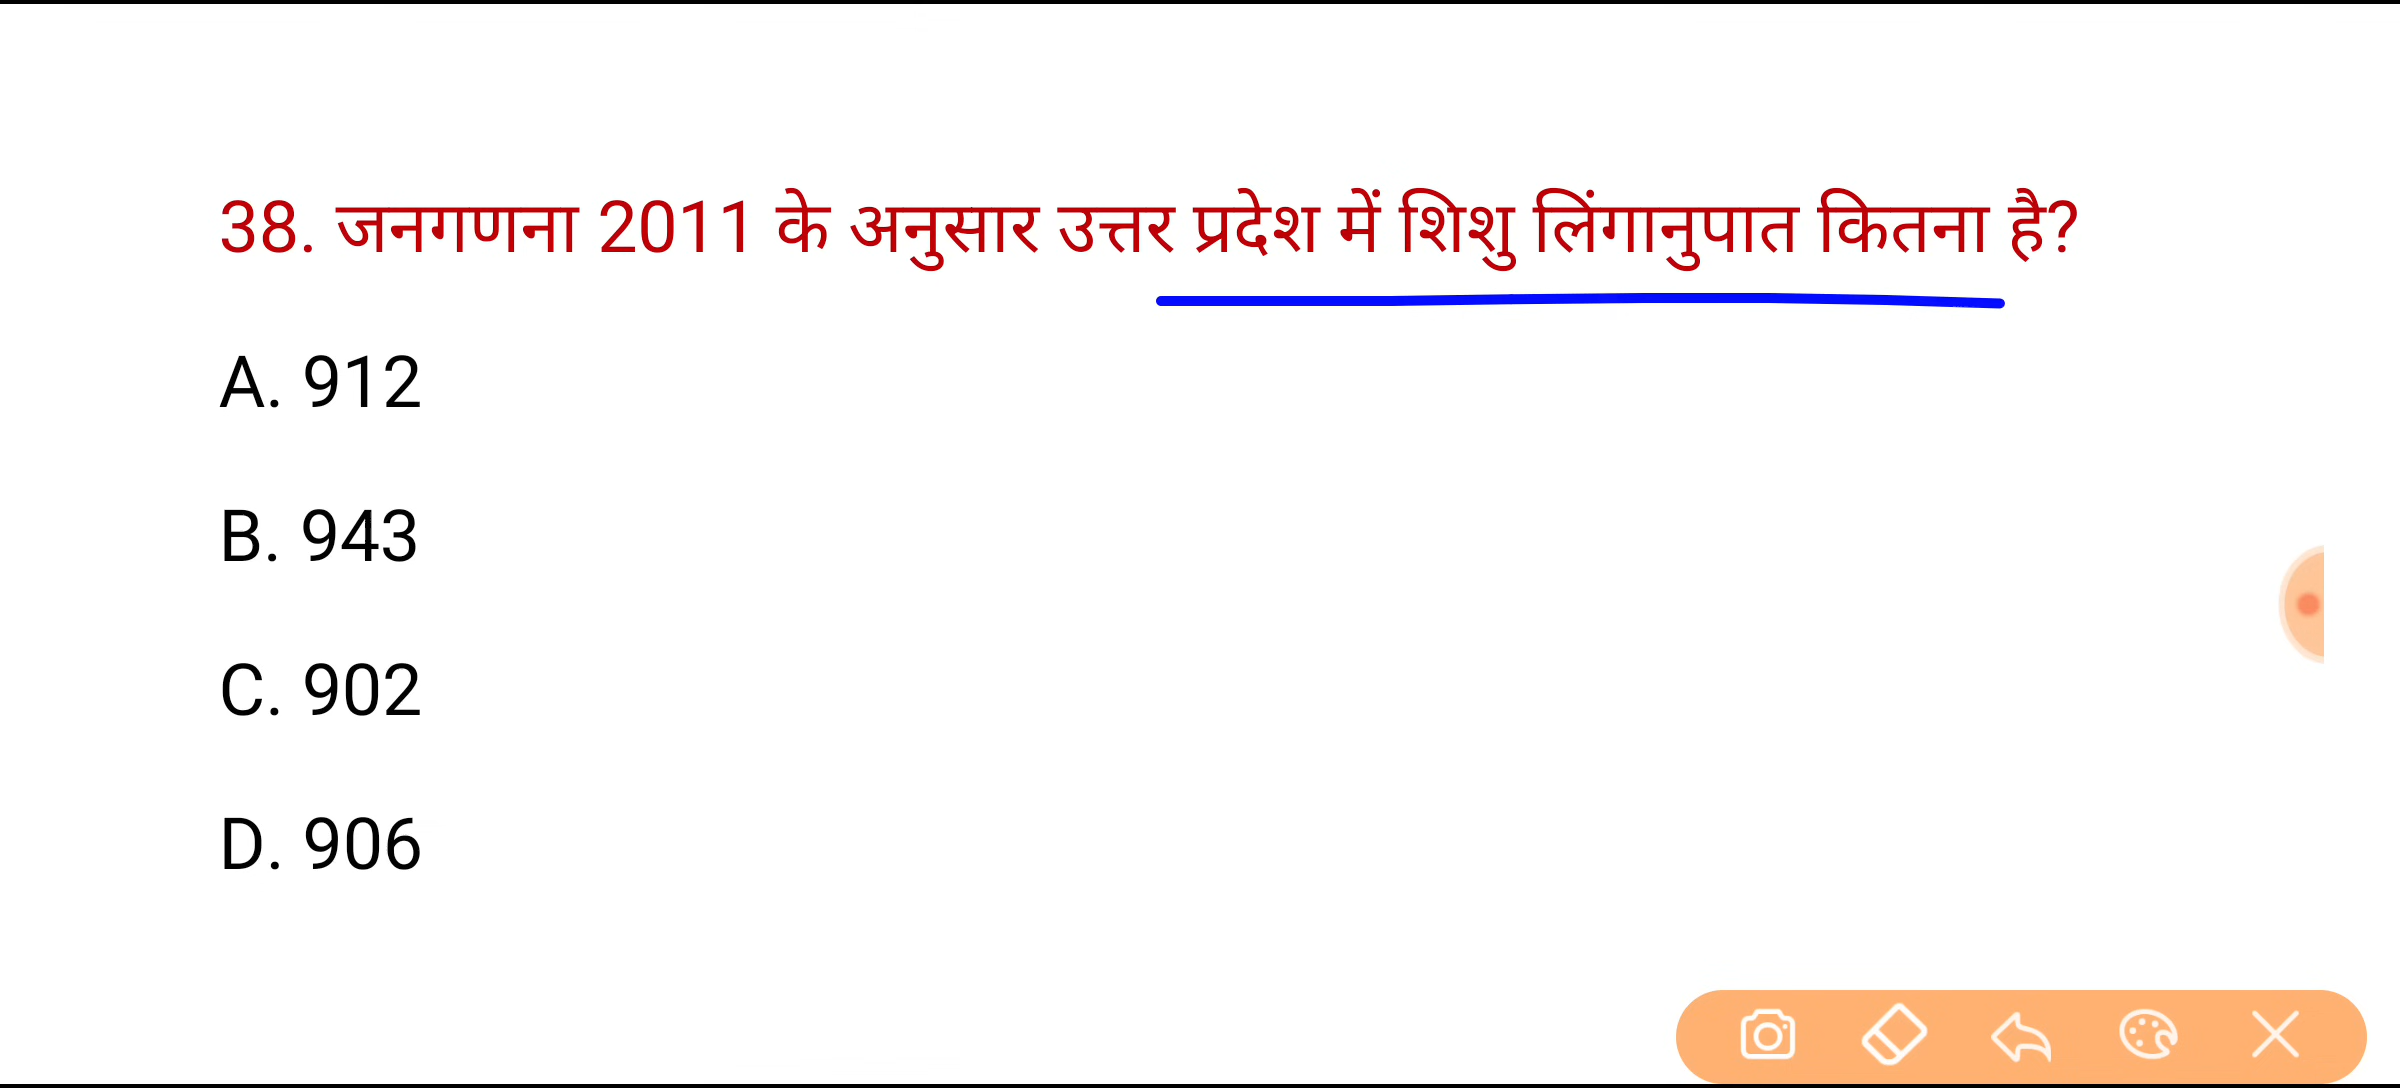 38. जनगणना 2011 के अनुसार उत्तर प्रदेश में शिशु लिंगानुपात कितना है?
A. 912
B. 943
C. 902
D. 906